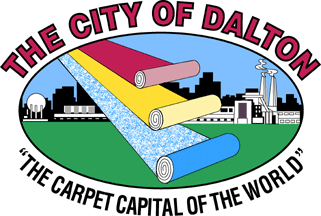 THE CITY OF DALTON
"THE CARPET CAPITAL OF THE WORLD"